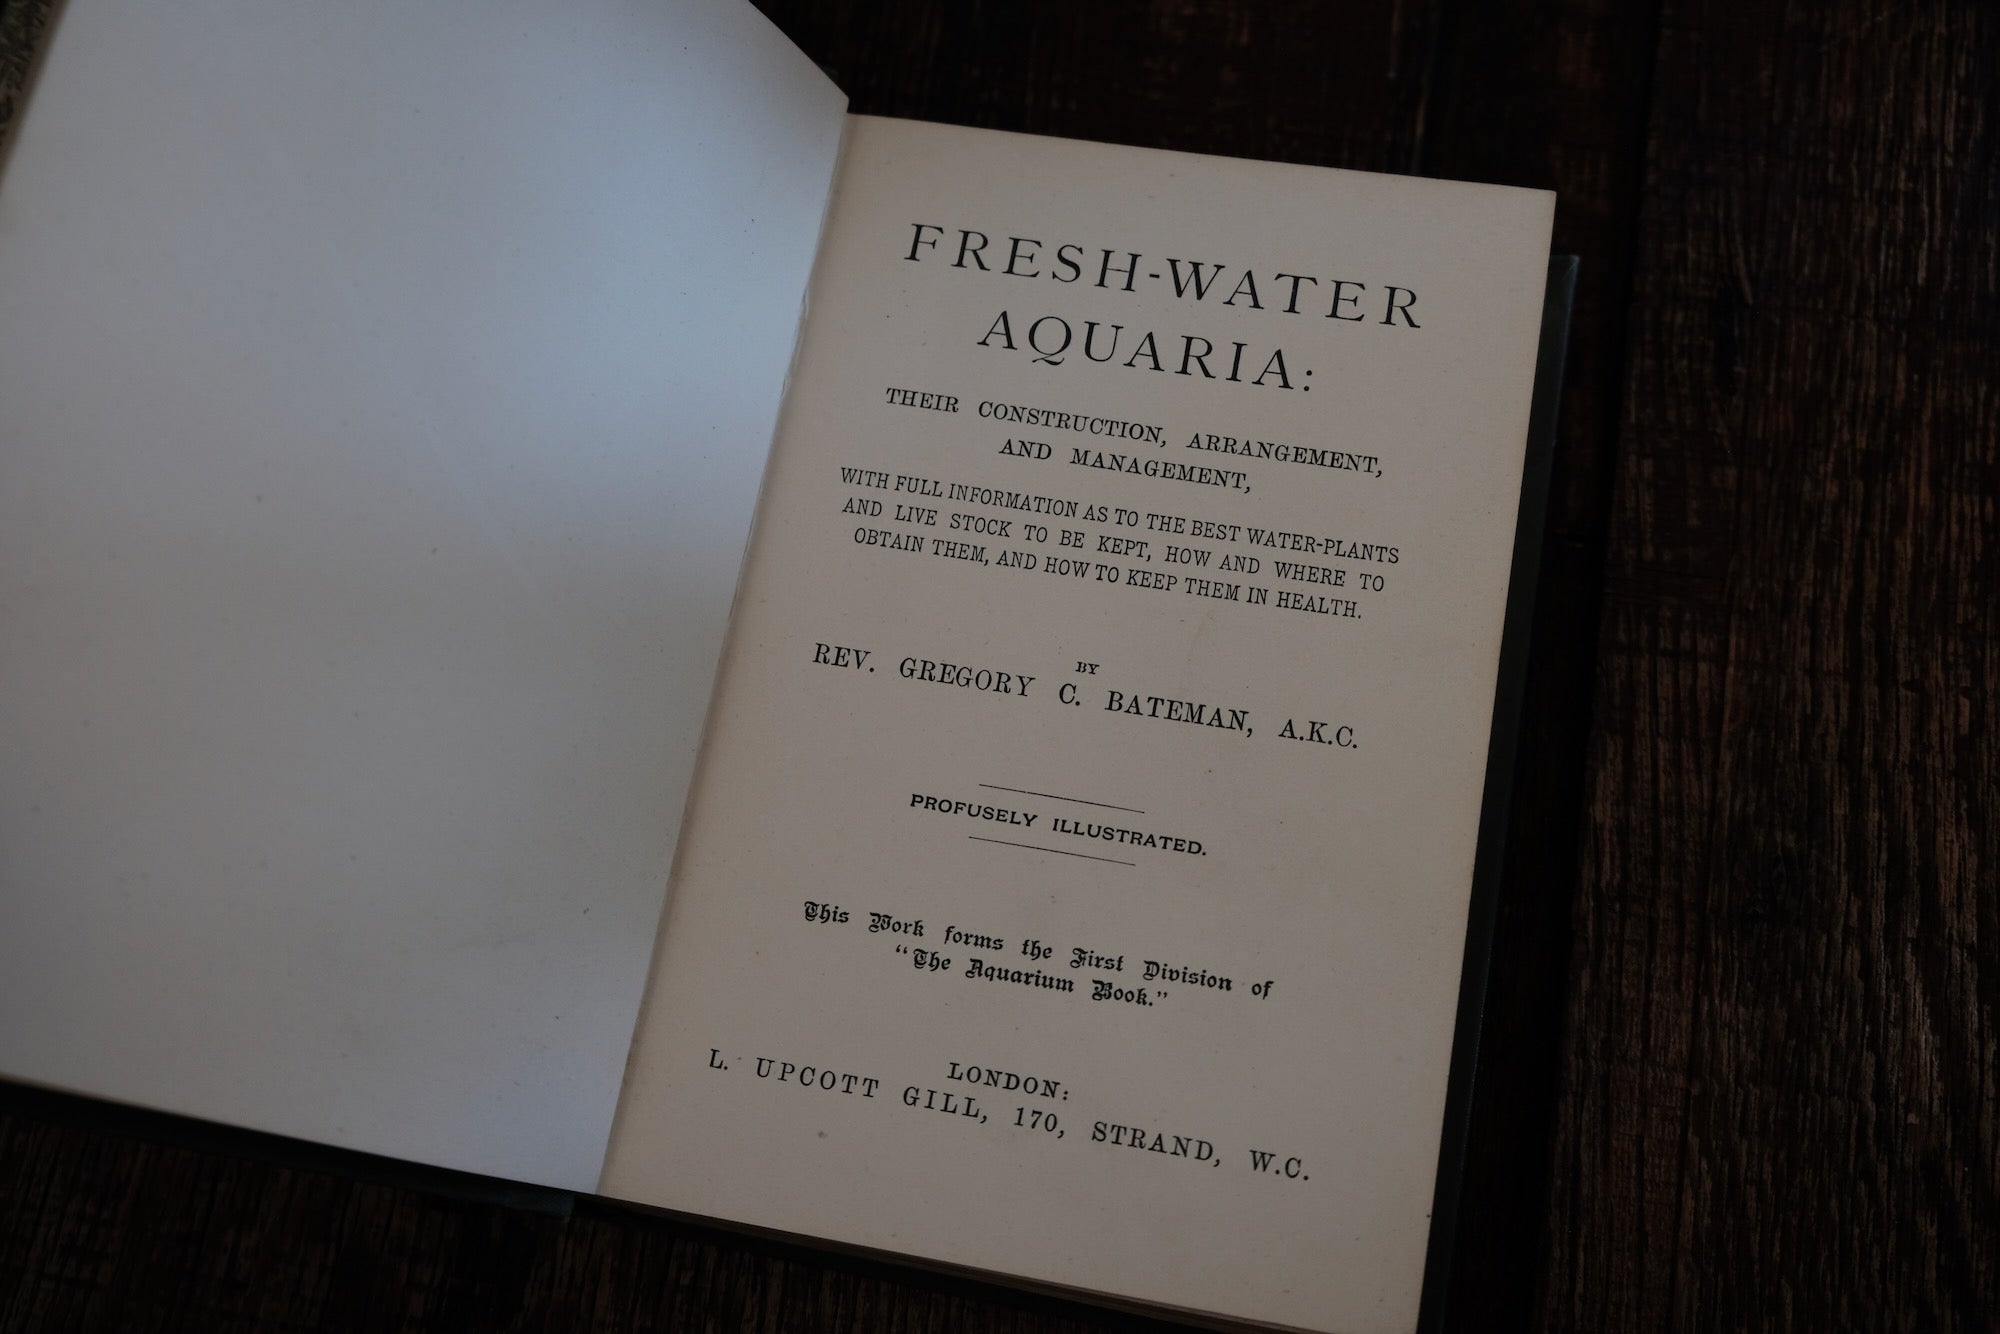 FRESH-WATER
AQUARIA:
THEIR CONSTRUCTION, ARRANGEMENT,
AND MANAGEMENT,
WITH FULL INFORMATION AS TO THE BEST WATER-PLANTS
AND LIVE STOCK TO BE KEPT, HOW AND WHERE TO
OBTAIN THEM, AND HOW TO KEEP THEM IN HEALTH.
BY
REV. GREGORY C. BATEMAN, A.K.C.
PROFUSELY ILLUSTRATED.
This Work forms the First Division of
“The Aquarium Book.”
LONDON:
L. UPCOTT GILL, 170, STRAND, W.C.